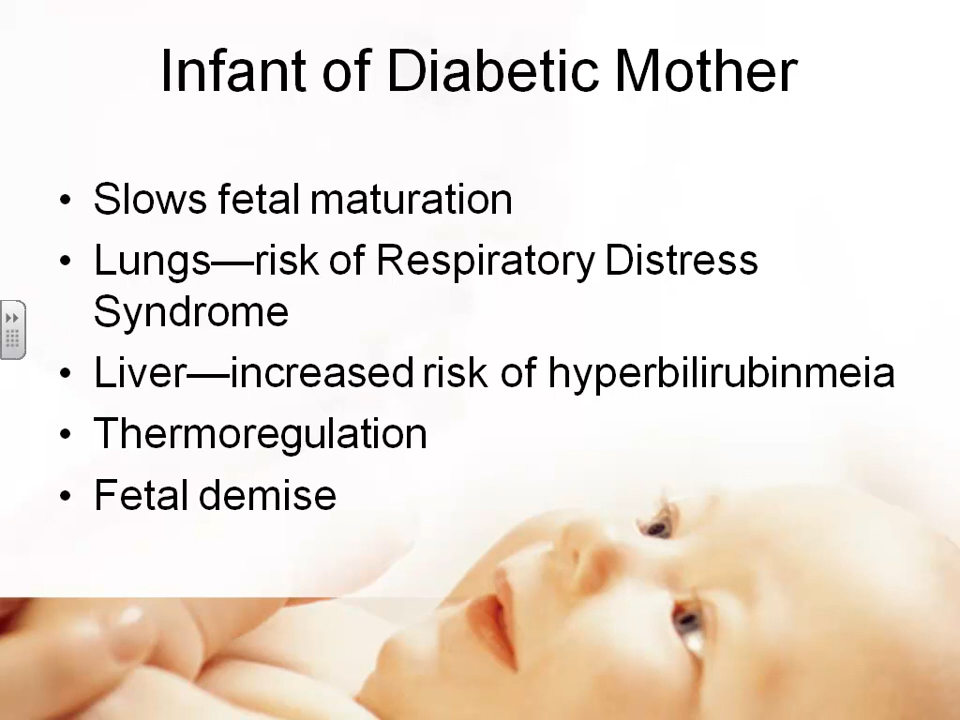 Infant of Diabetic Mother
• Slows fetal maturation
• Lungs—risk of Respiratory Distress
Syndrome
• Liver—increased risk of hyperbilirubinmeia
• Thermoregulation
• Fetal demise